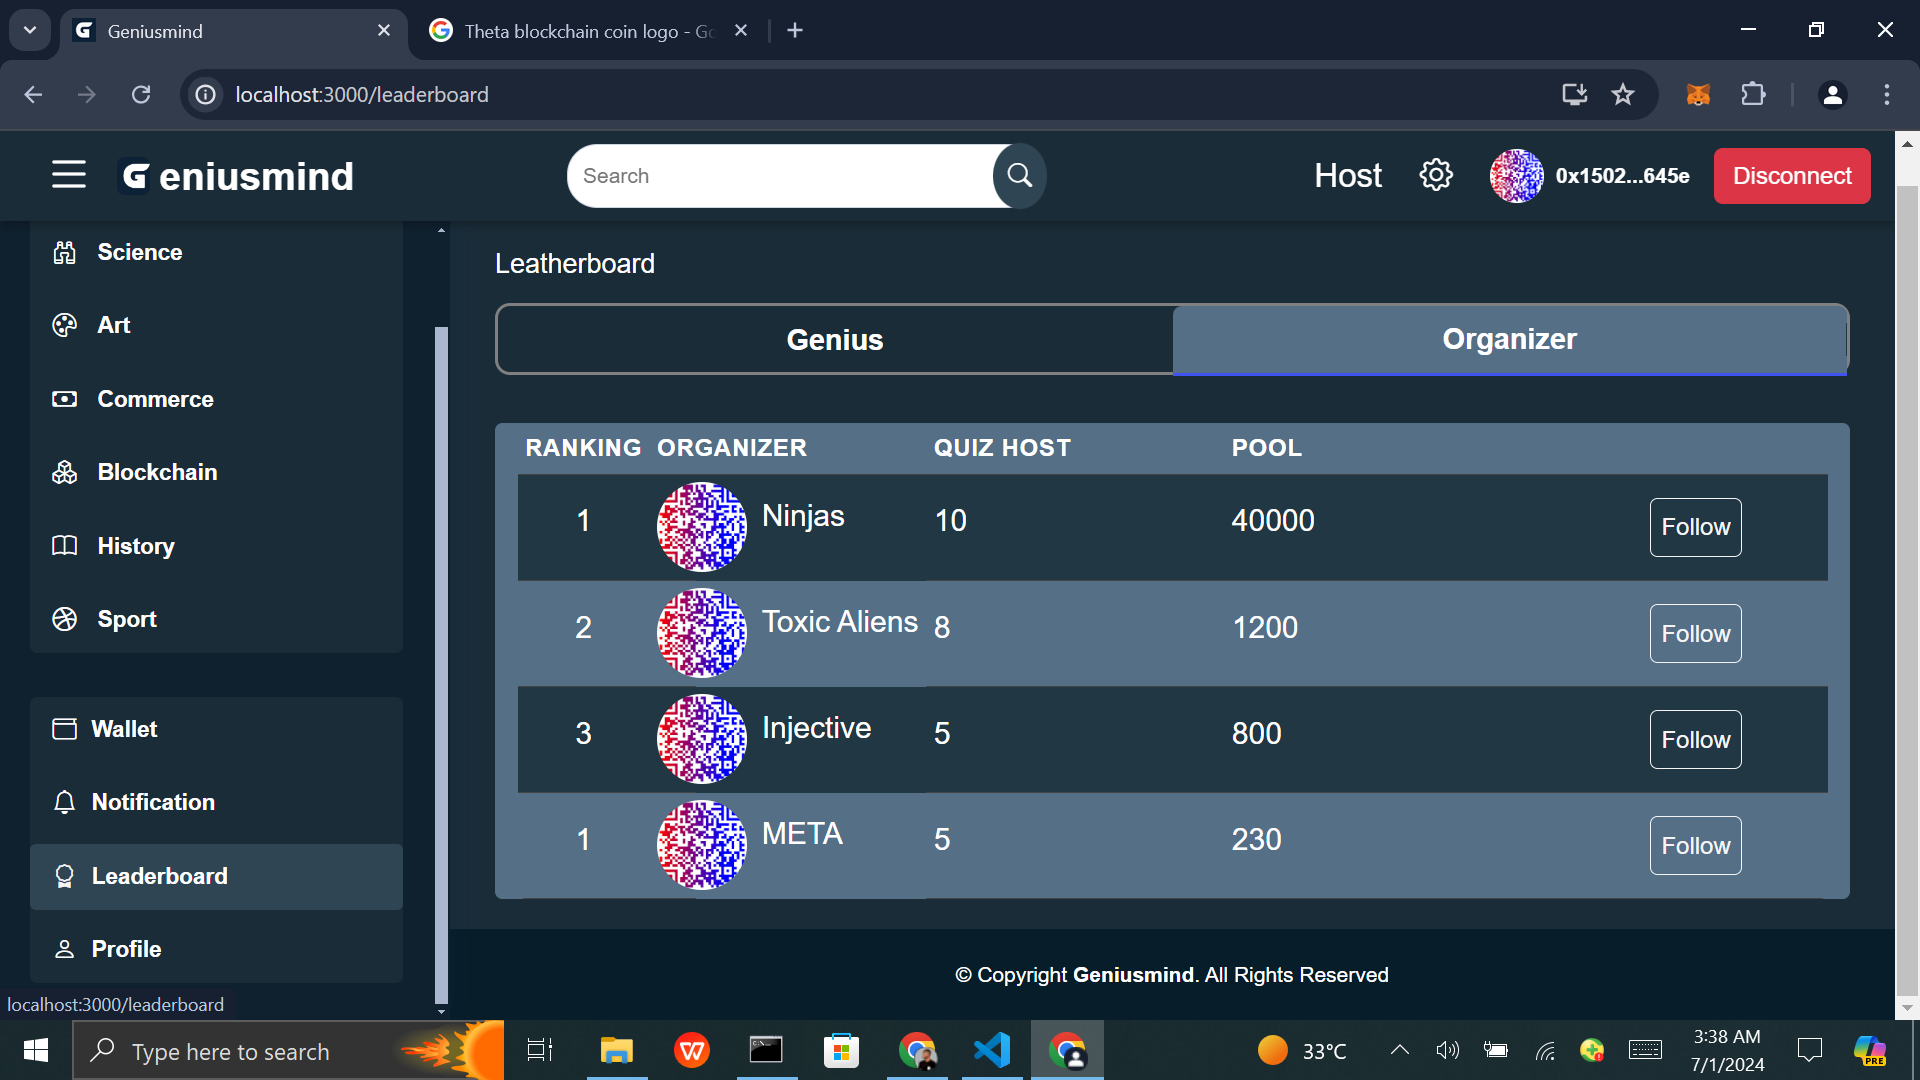 Geniusmind
Theta blockchain coin logo - Go
localhost:3000/leaderboard
G eniusmind
Search
Host
0x1502...645e
Disconnect
Science
Art
Commerce
Blockchain
History
Sport
Wallet
Notification
Leaderboard
Profile
localhost:3000/leaderboard
Leatherboard
Genius
Organizer
RANKING ORGANIZER QUIZ HOST POOL
1 Ninjas 10 40000 Follow
2 Toxic Aliens 8 1200 Follow
3 Injective 5 800 Follow
1 META 5 230 Follow
© Copyright Geniusmind. All Rights Reserved
Type here to search
33°C
3:38 AM
7/1/2024
PRE